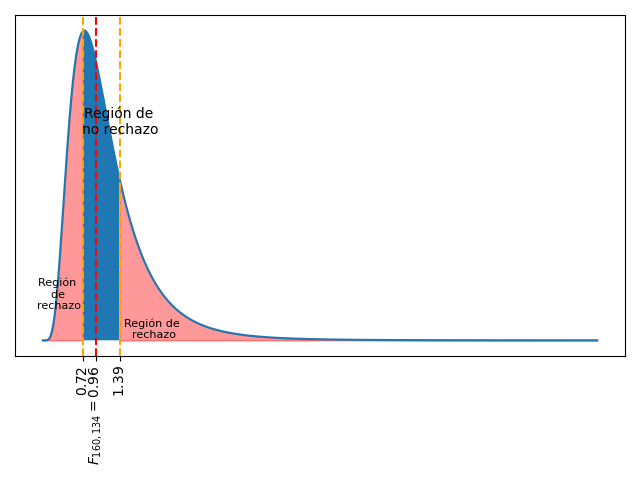 Región de
no rechazo
Región
de
rechazo
Región de
rechazo
0.72
F_{160,134} = 0.96
1.39